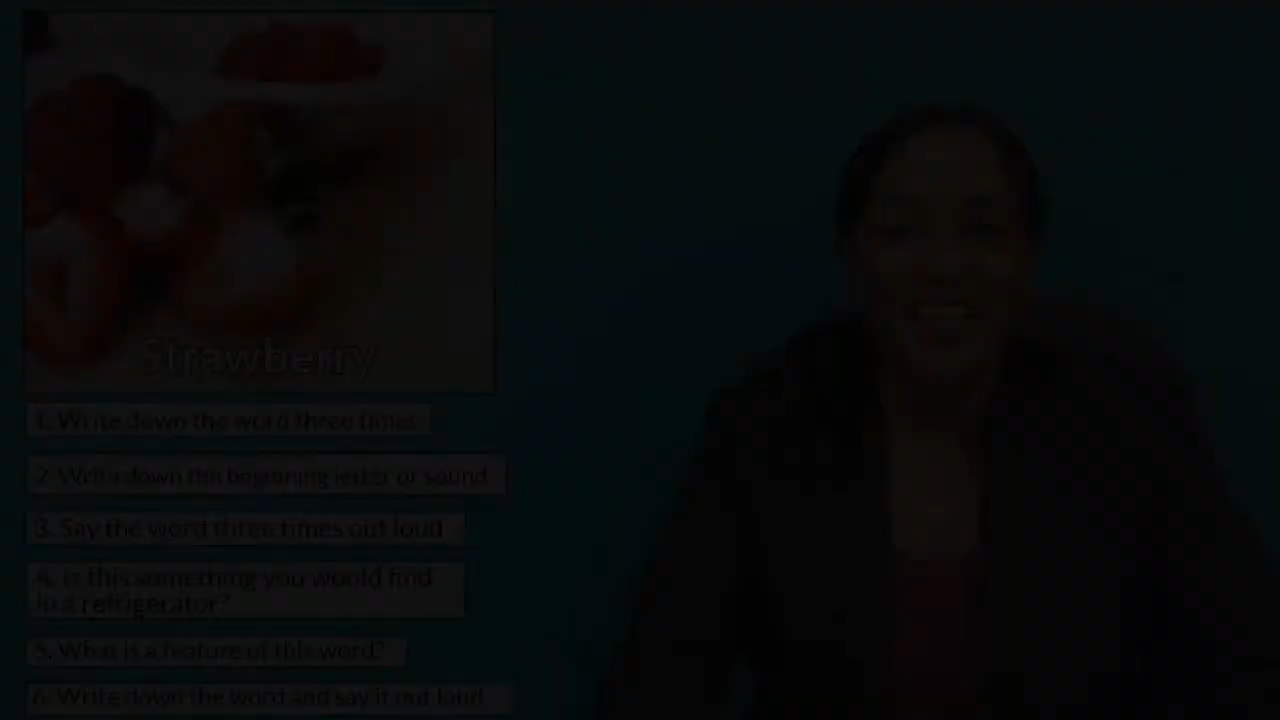 Strawberry
1. Write down the word three times
2. Write down the beginning letter or sound
3. Say the word three times out loud
4. Is this something you would find
in a refrigerator?
5. What is a feature of this word?
6. Write down the word and say it out loud